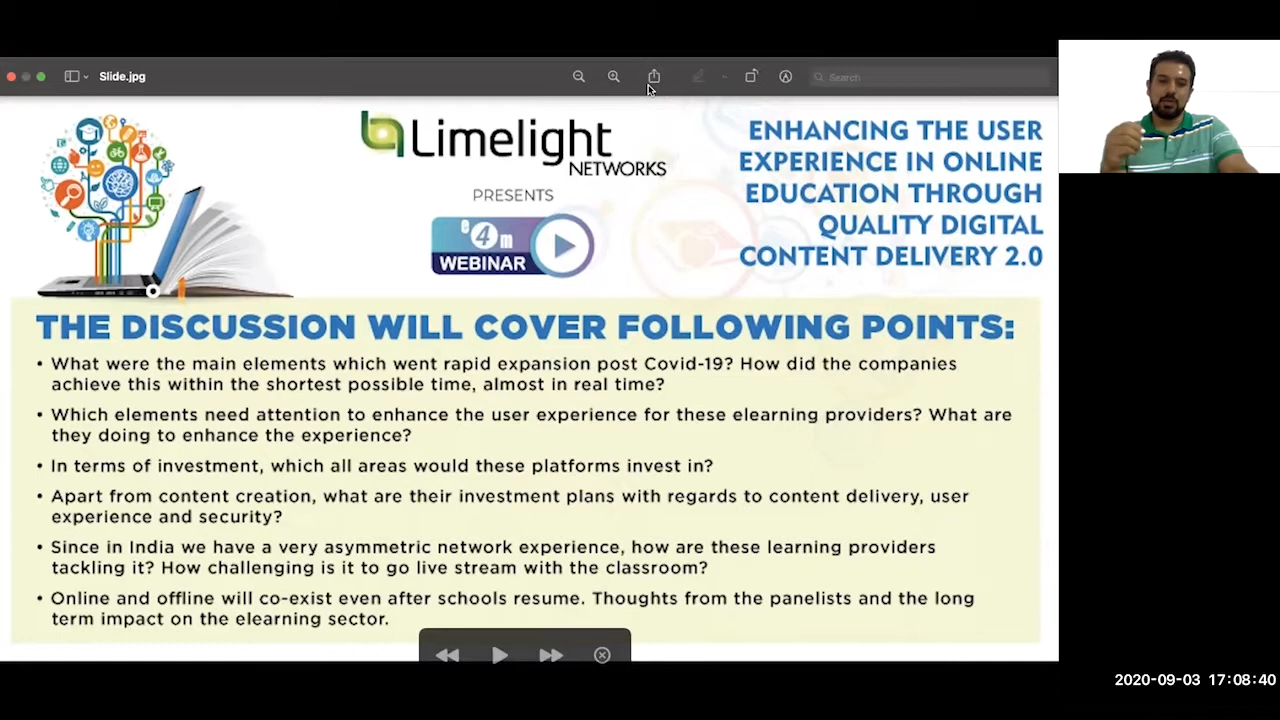 Slide.jpg
Search
Limelight
NETWORKS
PRESENTS
e4m
WEBINAR
ENHANCING THE USER
EXPERIENCE IN ONLINE
EDUCATION THROUGH
QUALITY DIGITAL
CONTENT DELIVERY 2.0
THE DISCUSSION WILL COVER FOLLOWING POINTS:
• What were the main elements which went rapid expansion post Covid-19? How did the companies
achieve this within the shortest possible time, almost in real time?
• Which elements need attention to enhance the user experience for these elearning providers? What are
they doing to enhance the experience?
• In terms of investment, which all areas would these platforms invest in?
• Apart from content creation, what are their investment plans with regards to content delivery, user
experience and security?
• Since in India we have a very asymmetric network experience, how are these learning providers
tackling it? How challenging is it to go live stream with the classroom?
• Online and offline will co-exist even after schools resume. Thoughts from the panelists and the long
term impact on the elearning sector.
2020-09-03 17:08:40